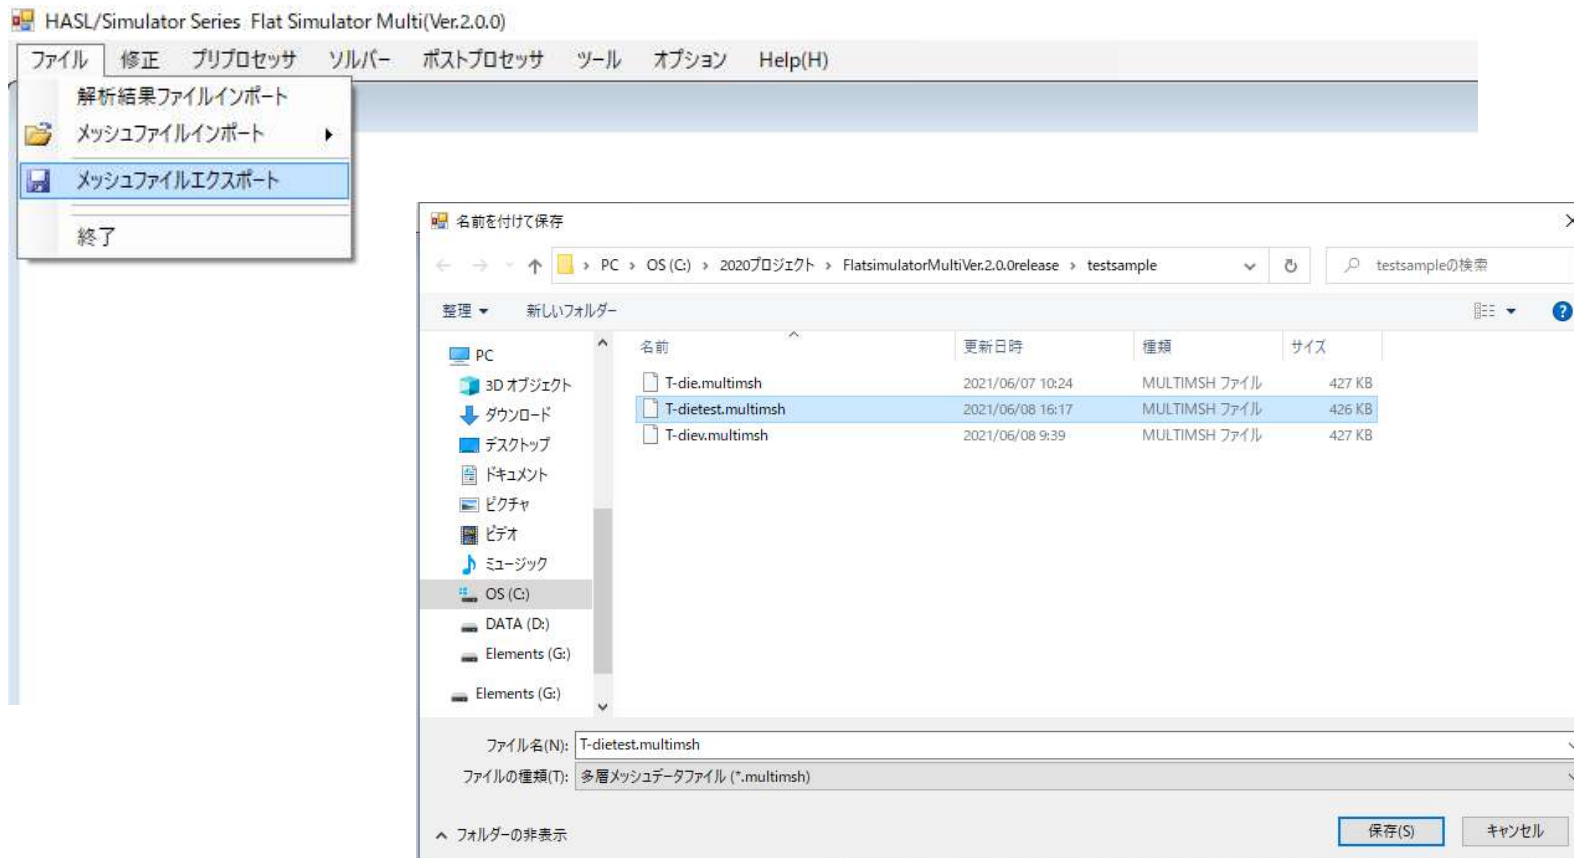 HASL/Simulator Series Flat Simulator Multi(Ver.2.0.0)
ファイル 修正 プリプロセッサ ソルバー ポストプロセッサ ツール オプション Help(H)
解析結果ファイルインポート
メッシュファイルインポート
メッシュファイルエクスポート
終了
名前を付けて保存
PC › OS (C:) › 2020プロジェクト › FlatsimulatorMultiVer.2.0.0release › testsample
testsampleの検索
整理 新しいフォルダー
名前 更新日時 種類 サイズ
T-die.multimsh 2021/06/07 10:24 MULTIMSH ファイル 427 KB
T-dietest.multimsh 2021/06/08 16:17 MULTIMSH ファイル 426 KB
T-diev.multimsh 2021/06/08 9:39 MULTIMSH ファイル 427 KB
PC
3D オブジェクト
ダウンロード
デスクトップ
ドキュメント
ピクチャ
ビデオ
ミュージック
OS (C:)
DATA (D:)
Elements (G:)
Elements (G:)
ファイル名(N): T-dietest.multimsh
ファイルの種類(T): 多層メッシュデータファイル (*.multimsh)
フォルダーの非表示
保存(S) キャンセル